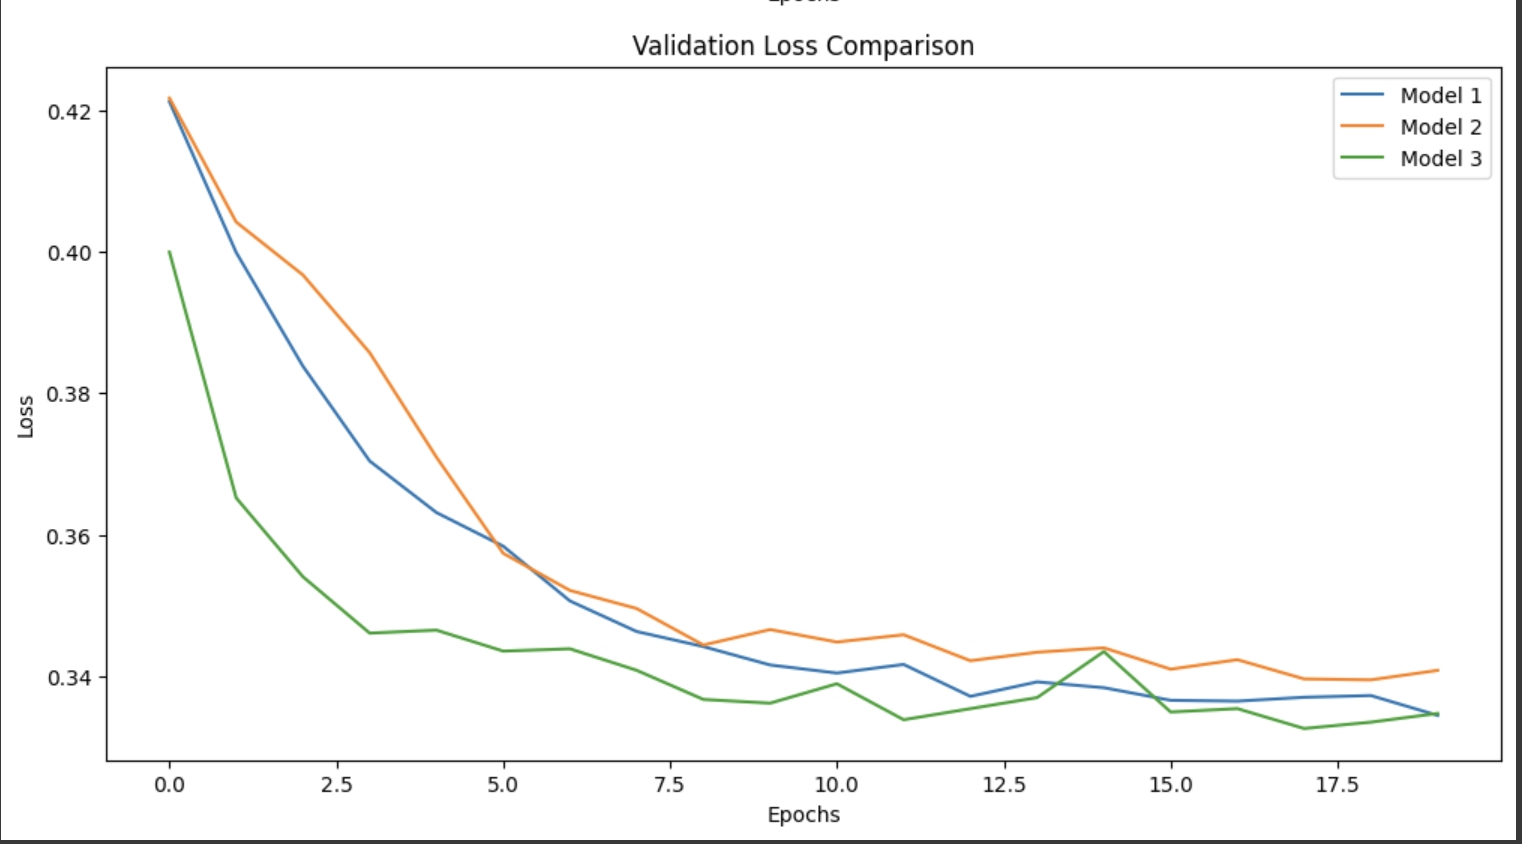 Epochs
Validation Loss Comparison
Model 1
Model 2
Model 3
0.42
0.40
0.38
0.36
0.34
Loss
0.0 2.5 5.0 7.5 10.0 12.5 15.0 17.5
Epochs